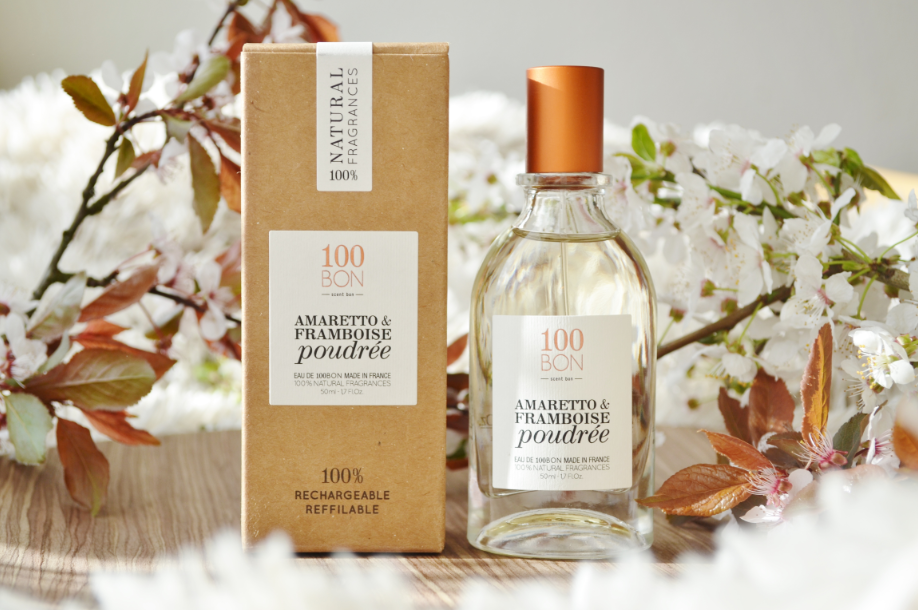 100% NATURAL
FRAGRANCES
100
BON
scent bar
AMARETTO &
FRAMBOISE
poudrée
EAU DE 100BON MADE IN FRANCE
100% NATURAL FRAGRANCES
50ml - 1.7 Fl.Oz.
100%
RECHARGEABLE
REFFILABLE
100
BON
scent bar
AMARETTO &
FRAMBOISE
poudrée
EAU DE 100BON MADE IN FRANCE
100% NATURAL FRAGRANCES
50ml - 1.7 Fl.Oz.